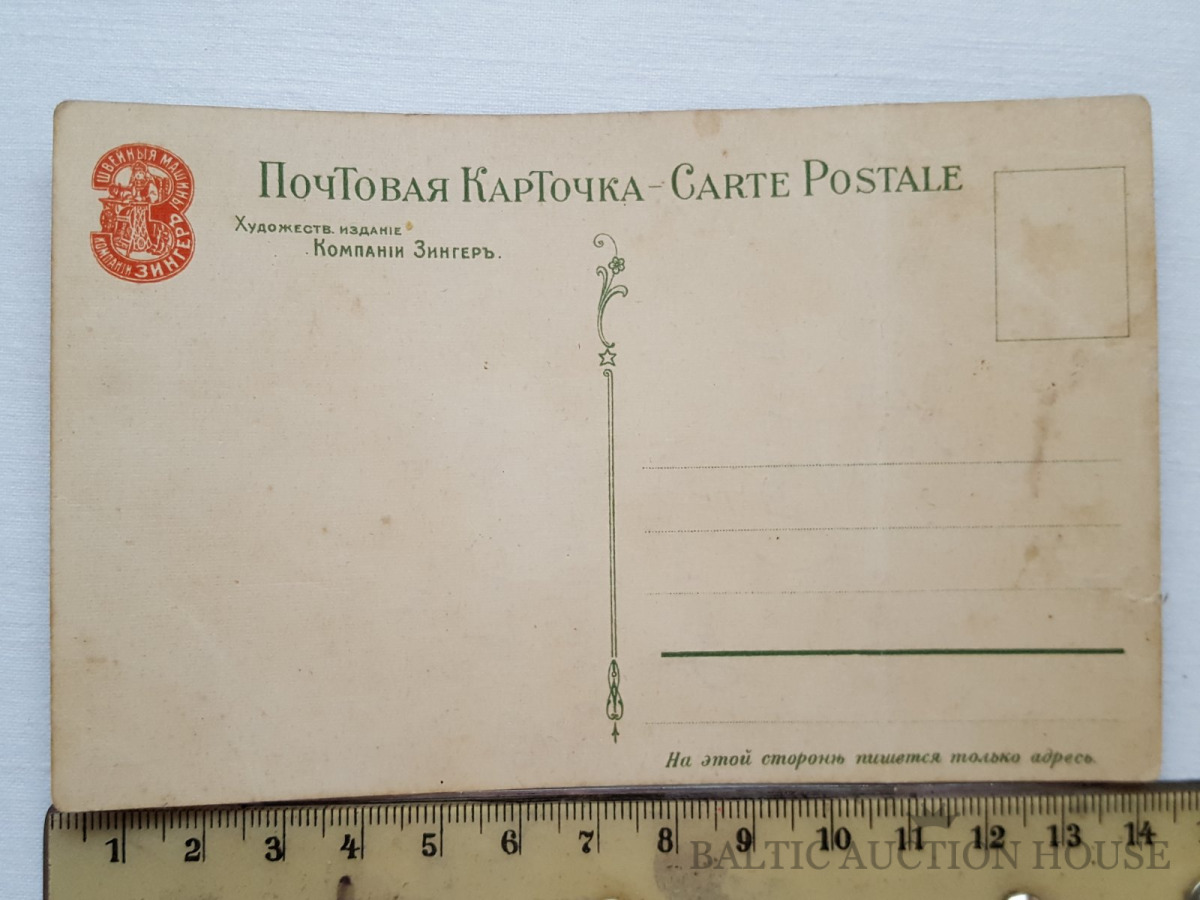 ШВЕЙНЫЯ МАШИНЫ
КОМПАНІИ ЗИНГЕРЪ
ПОЧТОВАЯ КАРТОЧКА - CARTE POSTALE
ХУДОЖЕСТВ. ИЗДАНІЕ
КОМПАНІИ ЗИНГЕРЪ.
На этой сторонѣ пишется только адресъ.
1 2 3 4 5 6 7 8 9 10 11 12 13 14
BALTIC AUCTION HOUSE